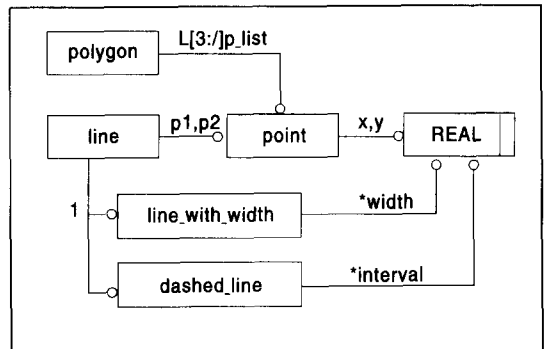 polygon L[3:/]p_list
line p1,p2 point x,y REAL
1 line_with_width *width
dashed_line *interval